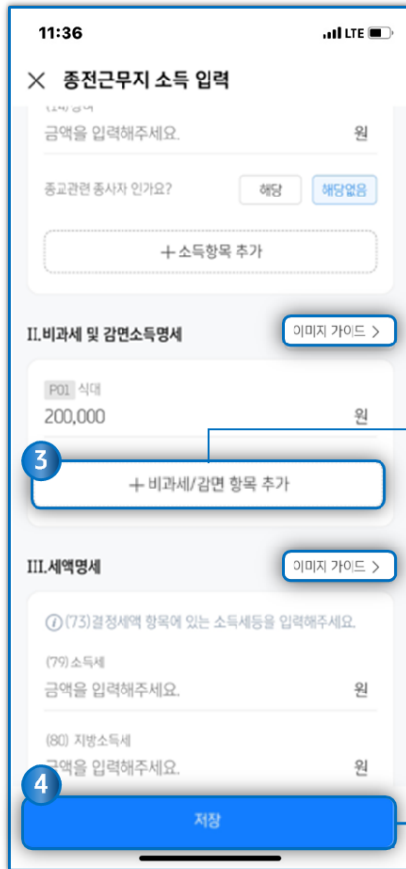 11:36 LTE
종전근무지 소득 입력
금액을 입력해주세요. 원
종교관련 종사자 인가요? 해당 해당없음
+ 소득항목 추가
II.비과세 및 감면소득명세 이미지 가이드 >
P01 식대
200,000 원
3
+ 비과세/감면 항목 추가
III.세액명세 이미지 가이드 >
(73)결정세액 항목에 있는 소득세등을 입력해주세요.
(79)소득세
금액을 입력해주세요. 원
(80) 지방소득세
금액을 입력해주세요. 원
4
저장